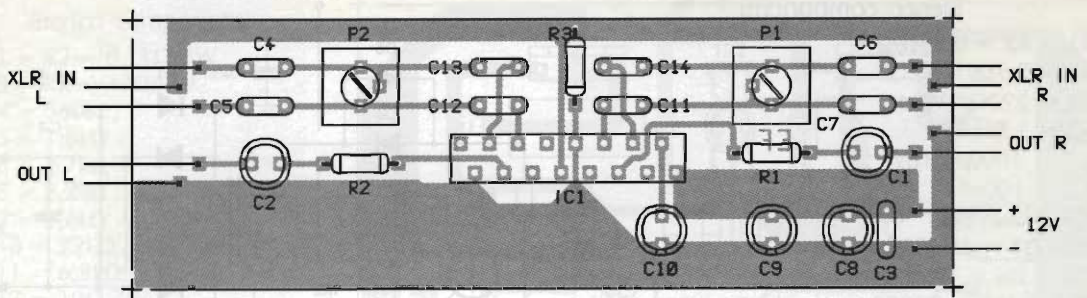 C4
P2
R3
P1
C6
XLR IN
L
C13
C14
XLR IN
R
C5
C12
C11
C7
OUT R
OUT L
C2
R2
IC1
R1
C1
+
12V
-
C10
C9
C8
C3